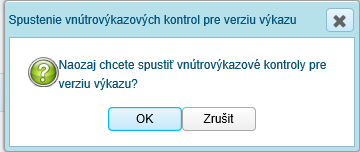 Spustenie vnútrovýkazových kontrol pre verziu výkazu
Naozaj chcete spustiť vnútrovýkazové kontroly pre
verziu výkazu?
OK
Zrušit